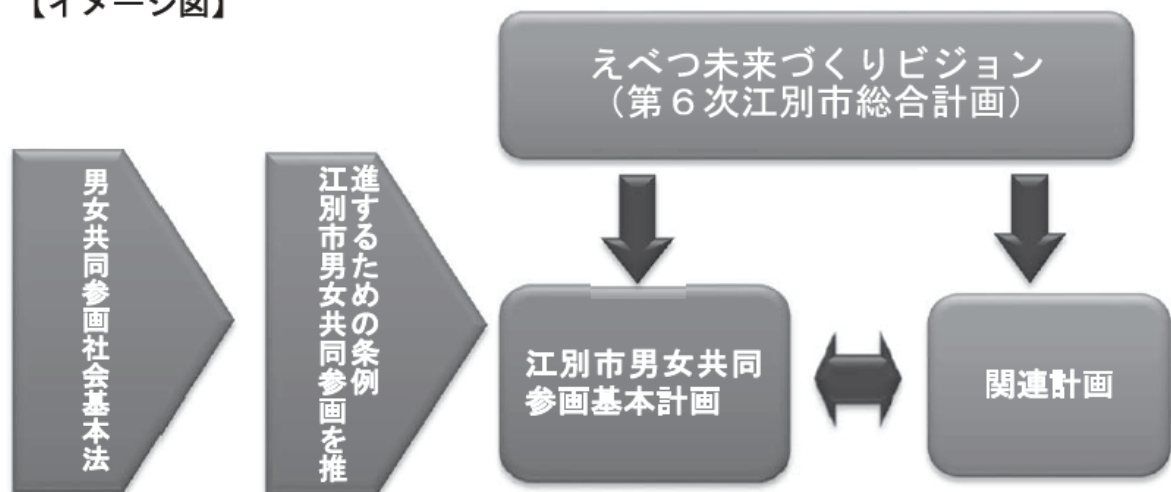 【イメージ図】
えべつ未来づくりビジョン
（第６次江別市総合計画）
男女共同参画社会基本法
江別市男女共同参画を推
進するための条例
江別市男女共同
参画基本計画
関連計画